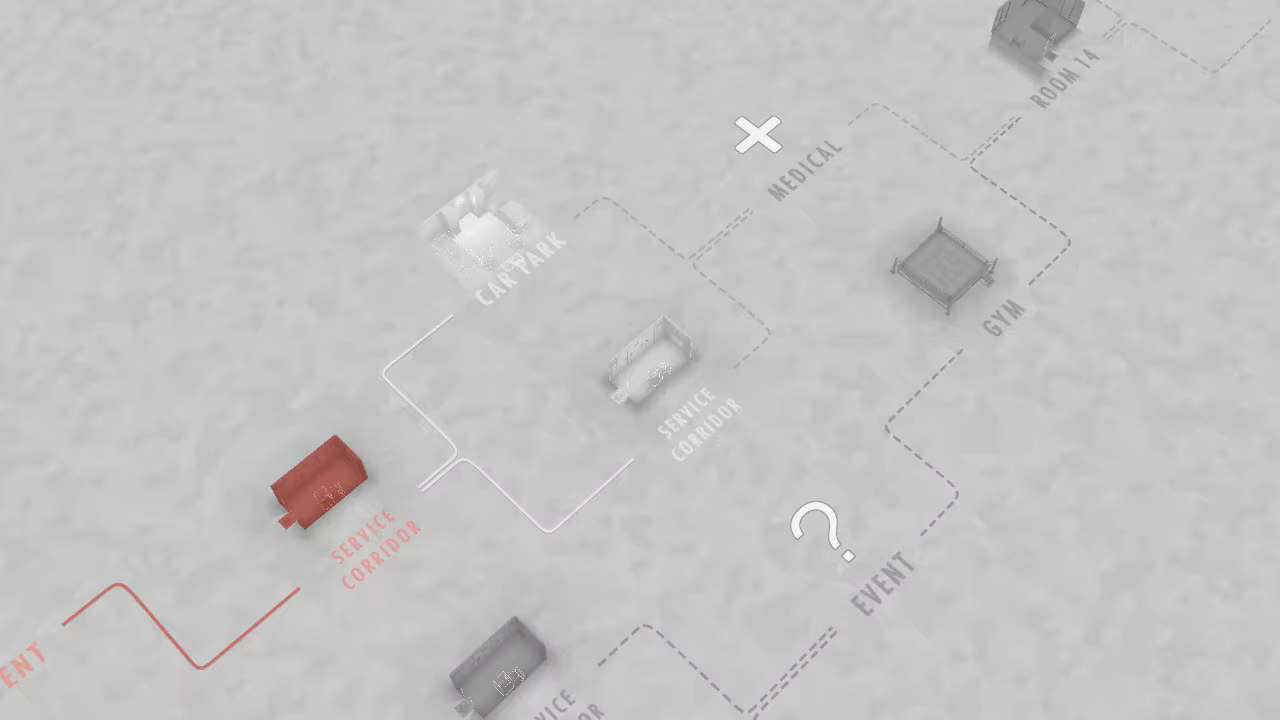 ROOM 14
MEDICAL
CAR PARK
GYM
SERVICE
CORRIDOR
SERVICE
CORRIDOR
EVENT